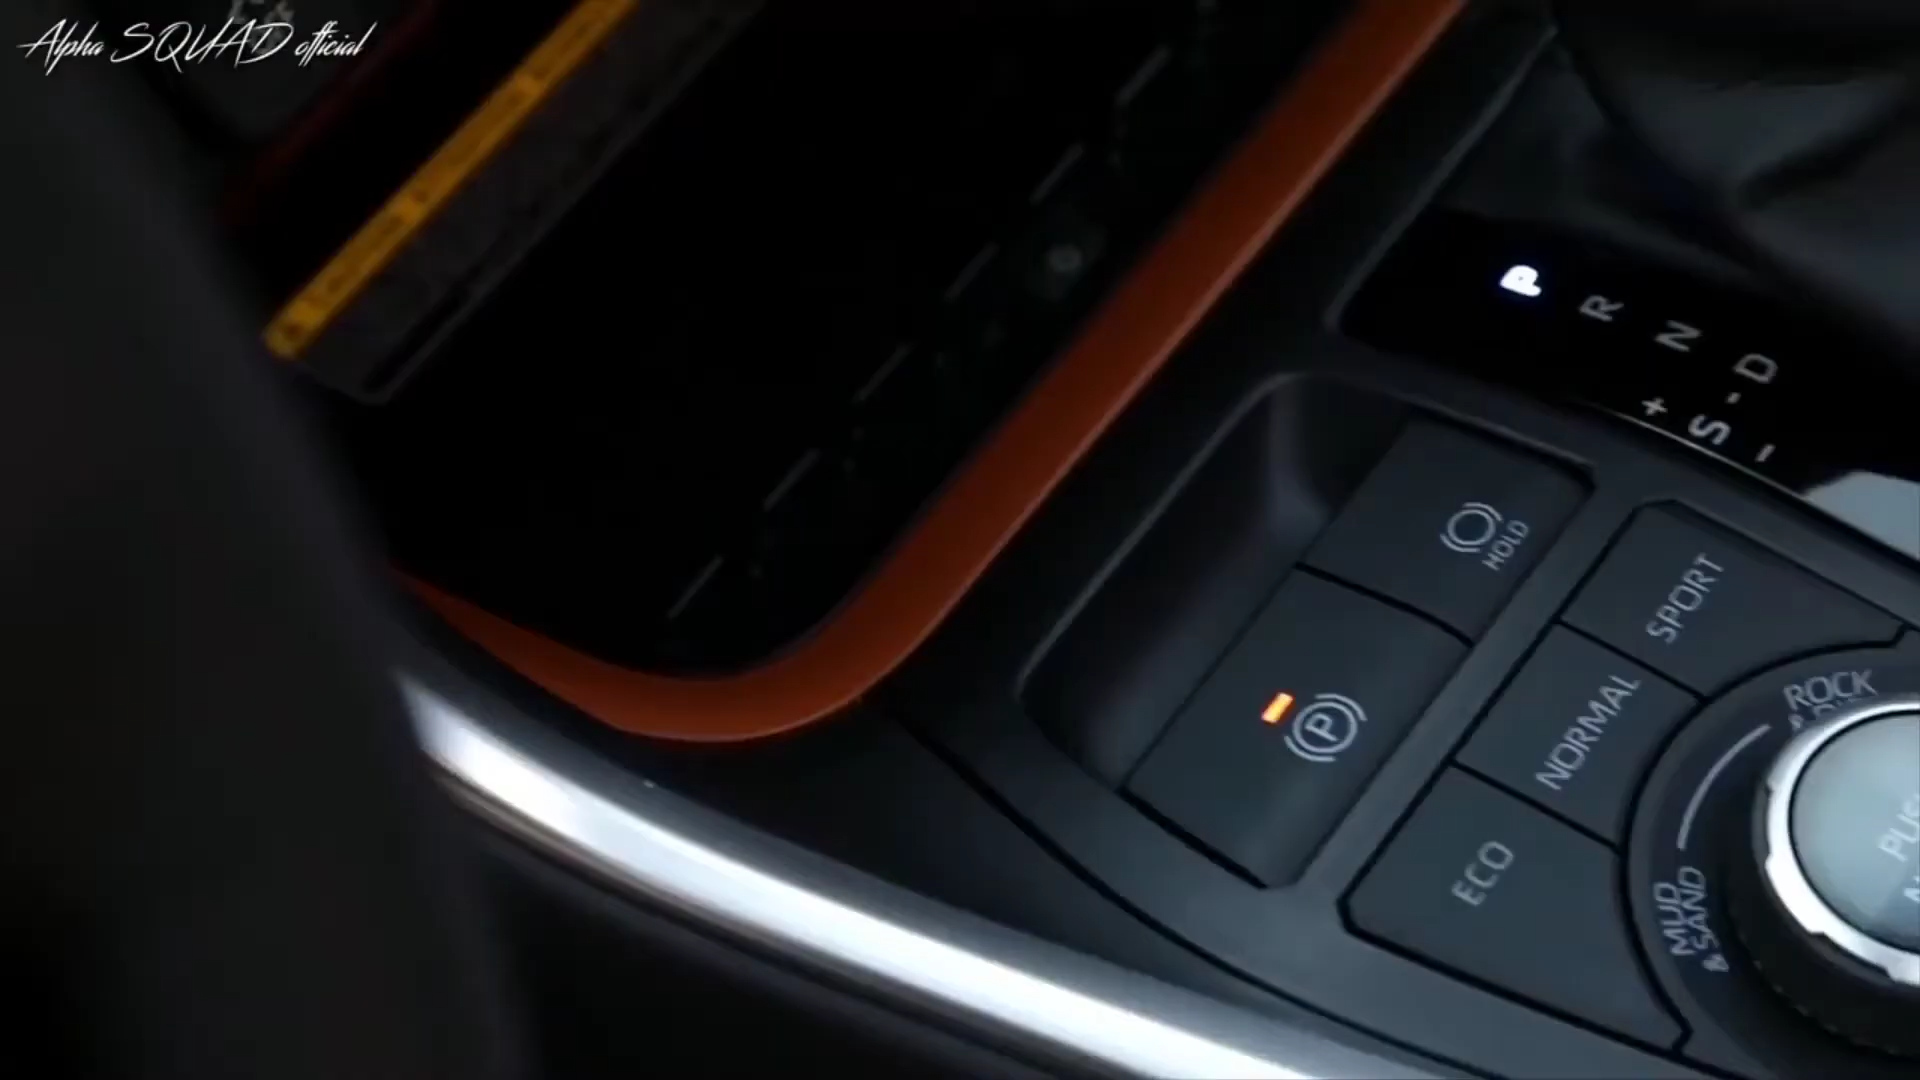 Alpha SQUAD official
P
R
N
D
+
S
-
HOLD
SPORT
P
NORMAL
ECO
ROCK
MUD
& SAND